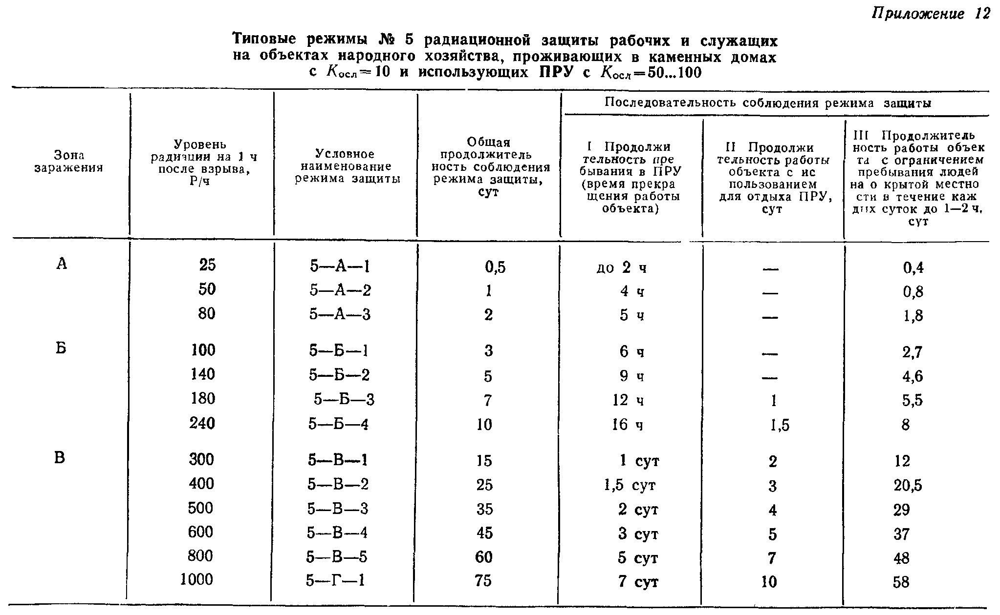 Приложение 12
Типовые режимы № 5 радиационной защиты рабочих и служащих
на объектах народного хозяйства, проживающих в каменных домах
с Kосл=10 и использующих ПРУ с Kосл=50...100
Зона
заражения
Уровень
радиации на 1 ч
после взрыва,
Р/ч
Условное
наименование
режима защиты
Общая
продолжитель
ность соблюдения
режима защиты,
сут
Последовательность соблюдения режима защиты
I Продолжи
тельность пре
бывания в ПРУ
(время прекра
щения работы
объекта)
II Продолжи
тельность работы
объекта с ис
пользованием
для отдыха ПРУ,
сут
III Продолжитель
ность работы объек
та с ограничением
пребывания людей
на о крытой местно
сти в течение каж
дых суток до 1—2 ч,
сут
А 25 5—А—1 0,5 до 2 ч — 0,4
50 5—А—2 1 4 ч — 0,8
80 5—А—3 2 5 ч — 1,8
Б 100 5—Б—1 3 6 ч — 2,7
140 5—Б—2 5 9 ч — 4,6
180 5—Б—3 7 12 ч 1 5,5
240 5—Б—4 10 16 ч 1,5 8
В 300 5—В—1 15 1 сут 2 12
400 5—В—2 25 1,5 сут 3 20,5
500 5—В—3 35 2 сут 4 29
600 5—В—4 45 3 сут 5 37
800 5—В—5 60 5 сут 7 48
1000 5—Г—1 75 7 сут 10 58